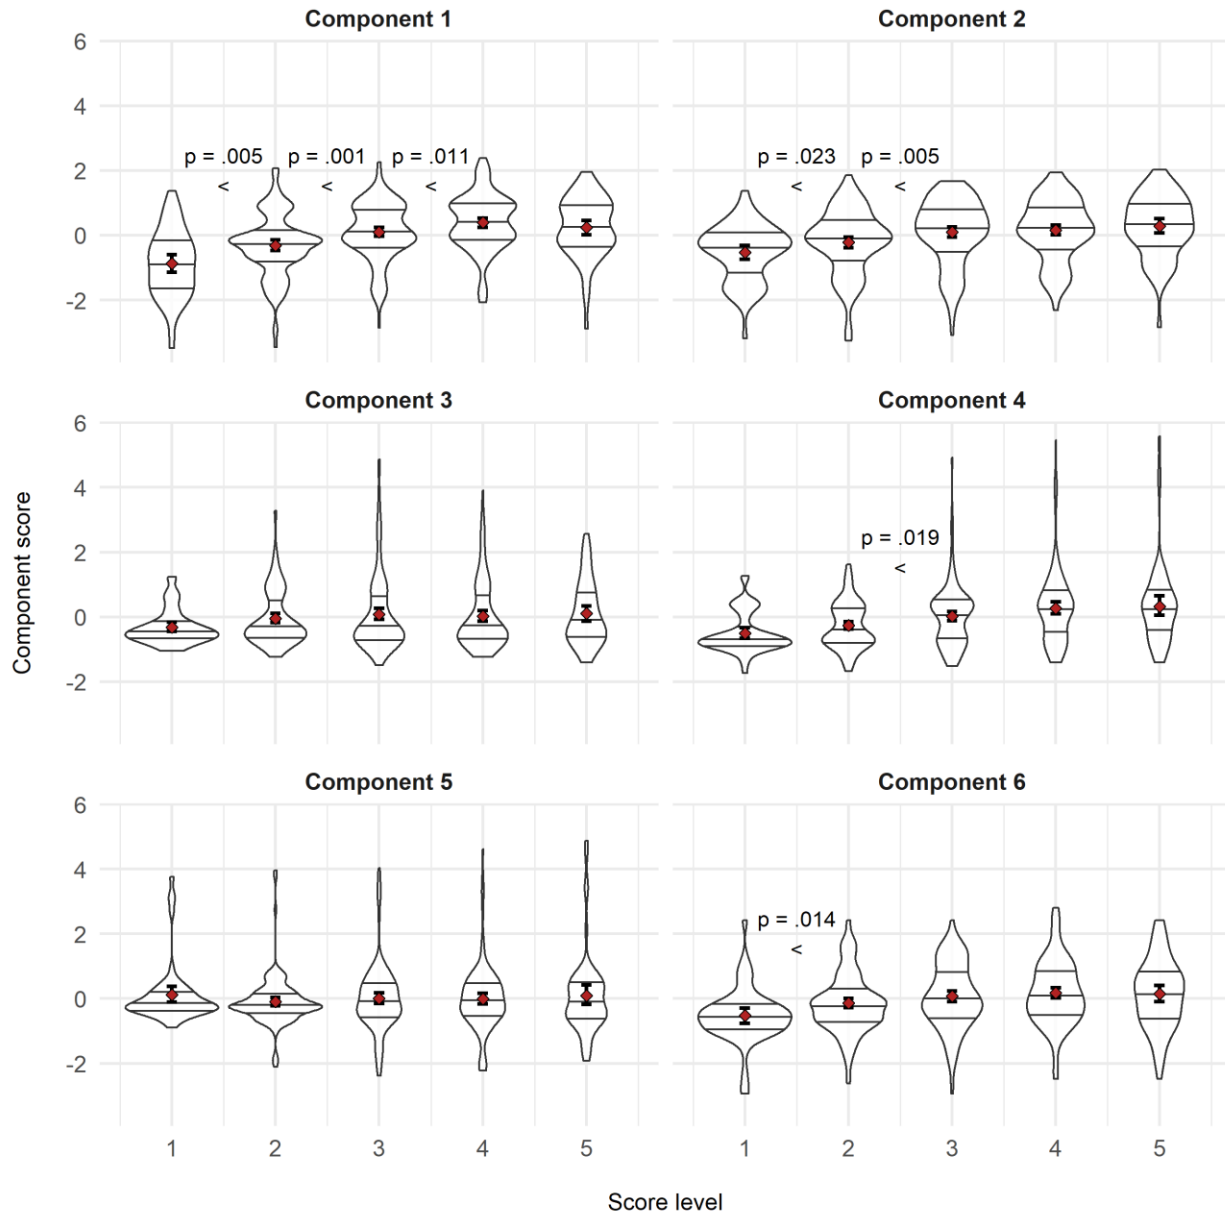 Component 1
Component 2
6
4
2
0
-2
p = .005
p = .001
p = .011
<
<
<
p = .023
p = .005
<
<
Component 3
Component 4
6
4
2
0
-2
p = .019
<
Component score
Component 5
Component 6
6
4
2
0
-2
p = .014
<
1 2 3 4 5
1 2 3 4 5
Score level